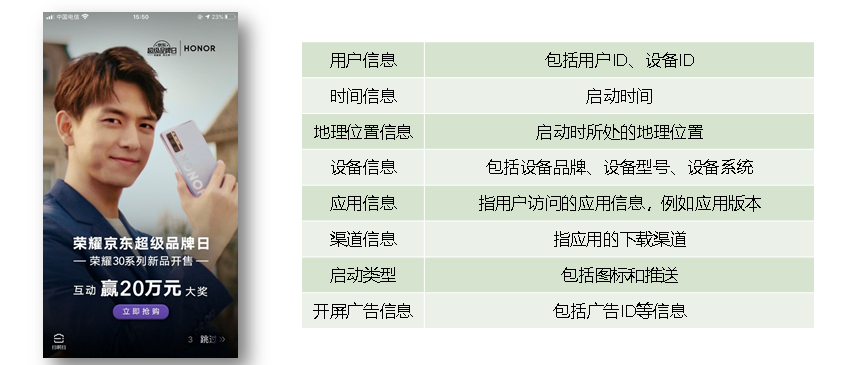 中国电信
15:50
23%
京东
超级品牌日
HONOR
HONOR
荣耀京东超级品牌日
荣耀30系列新品开售
互动 赢20万元 大奖
立即抢购
扫啊扫
3 跳过
用户信息 包括用户ID、设备ID
时间信息 启动时间
地理位置信息 启动时所处的地理位置
设备信息 包括设备品牌、设备型号、设备系统
应用信息 指用户访问的应用信息，例如应用版本
渠道信息 指应用的下载渠道
启动类型 包括图标和推送
开屏广告信息 包括广告ID等信息